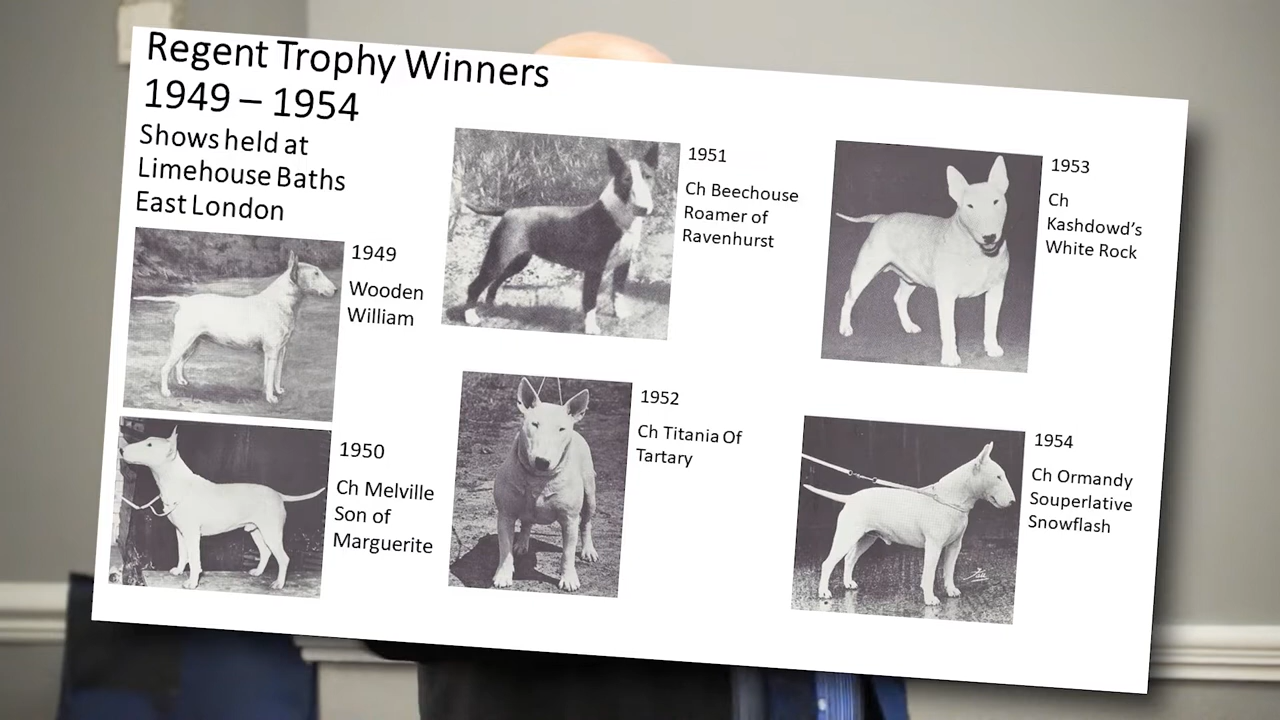 Regent Trophy Winners
1949 – 1954
Shows held at
Limehouse Baths
East London
1949
Wooden
William
1950
Ch Melville
Son of
Marguerite
1951
Ch Beechouse
Roamer of
Ravenhurst
1952
Ch Titania Of
Tartary
1953
Ch
Kashdowd’s
White Rock
1954
Ch Ormandy
Souperlative
Snowflash